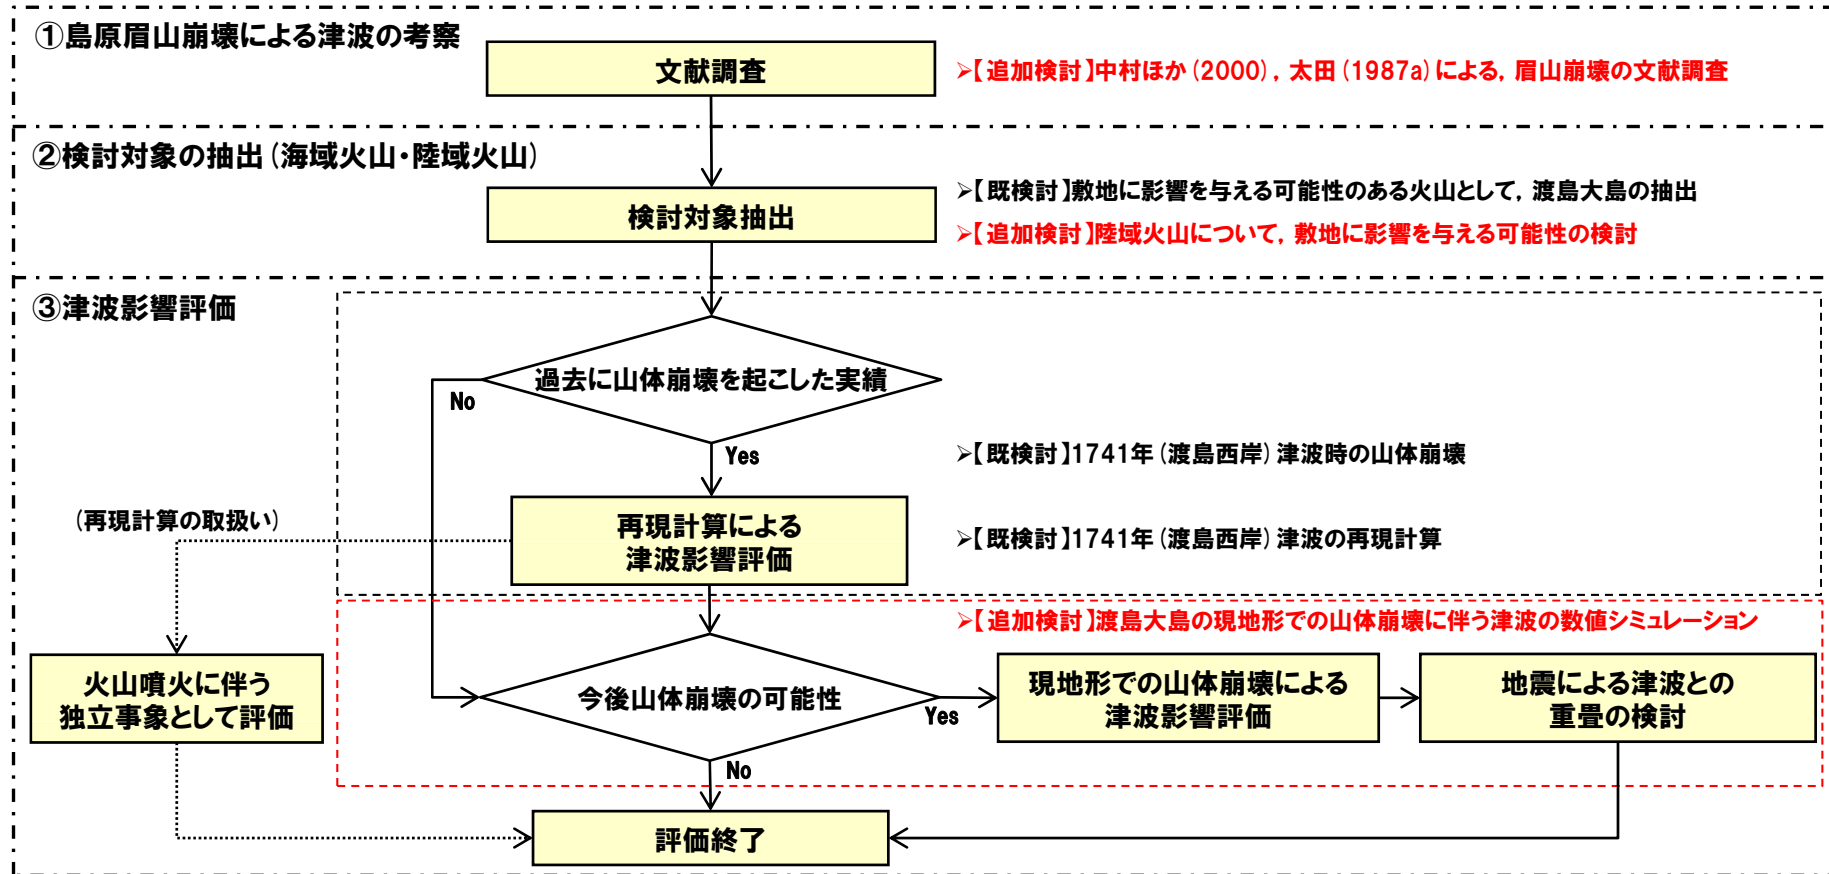 ①島原眉山崩壊による津波の考察
文献調査
➢【追加検討】中村ほか(2000)，太田(1987a)による，眉山崩壊の文献調査
②検討対象の抽出(海域火山・陸域火山)
検討対象抽出
➢【既検討】敷地に影響を与える可能性のある火山として，渡島大島の抽出
➢【追加検討】陸域火山について，敷地に影響を与える可能性の検討
③津波影響評価
過去に山体崩壊を起こした実績
No
Yes
➢【既検討】1741年(渡島西岸)津波時の山体崩壊
(再現計算の取扱い)
再現計算による
津波影響評価
➢【既検討】1741年(渡島西岸)津波の再現計算
➢【追加検討】渡島大島の現地形での山体崩壊に伴う津波の数値シミュレーション
火山噴火に伴う
独立事象として評価
今後山体崩壊の可能性
Yes
現地形での山体崩壊による
津波影響評価
地震による津波との
重畳の検討
No
評価終了